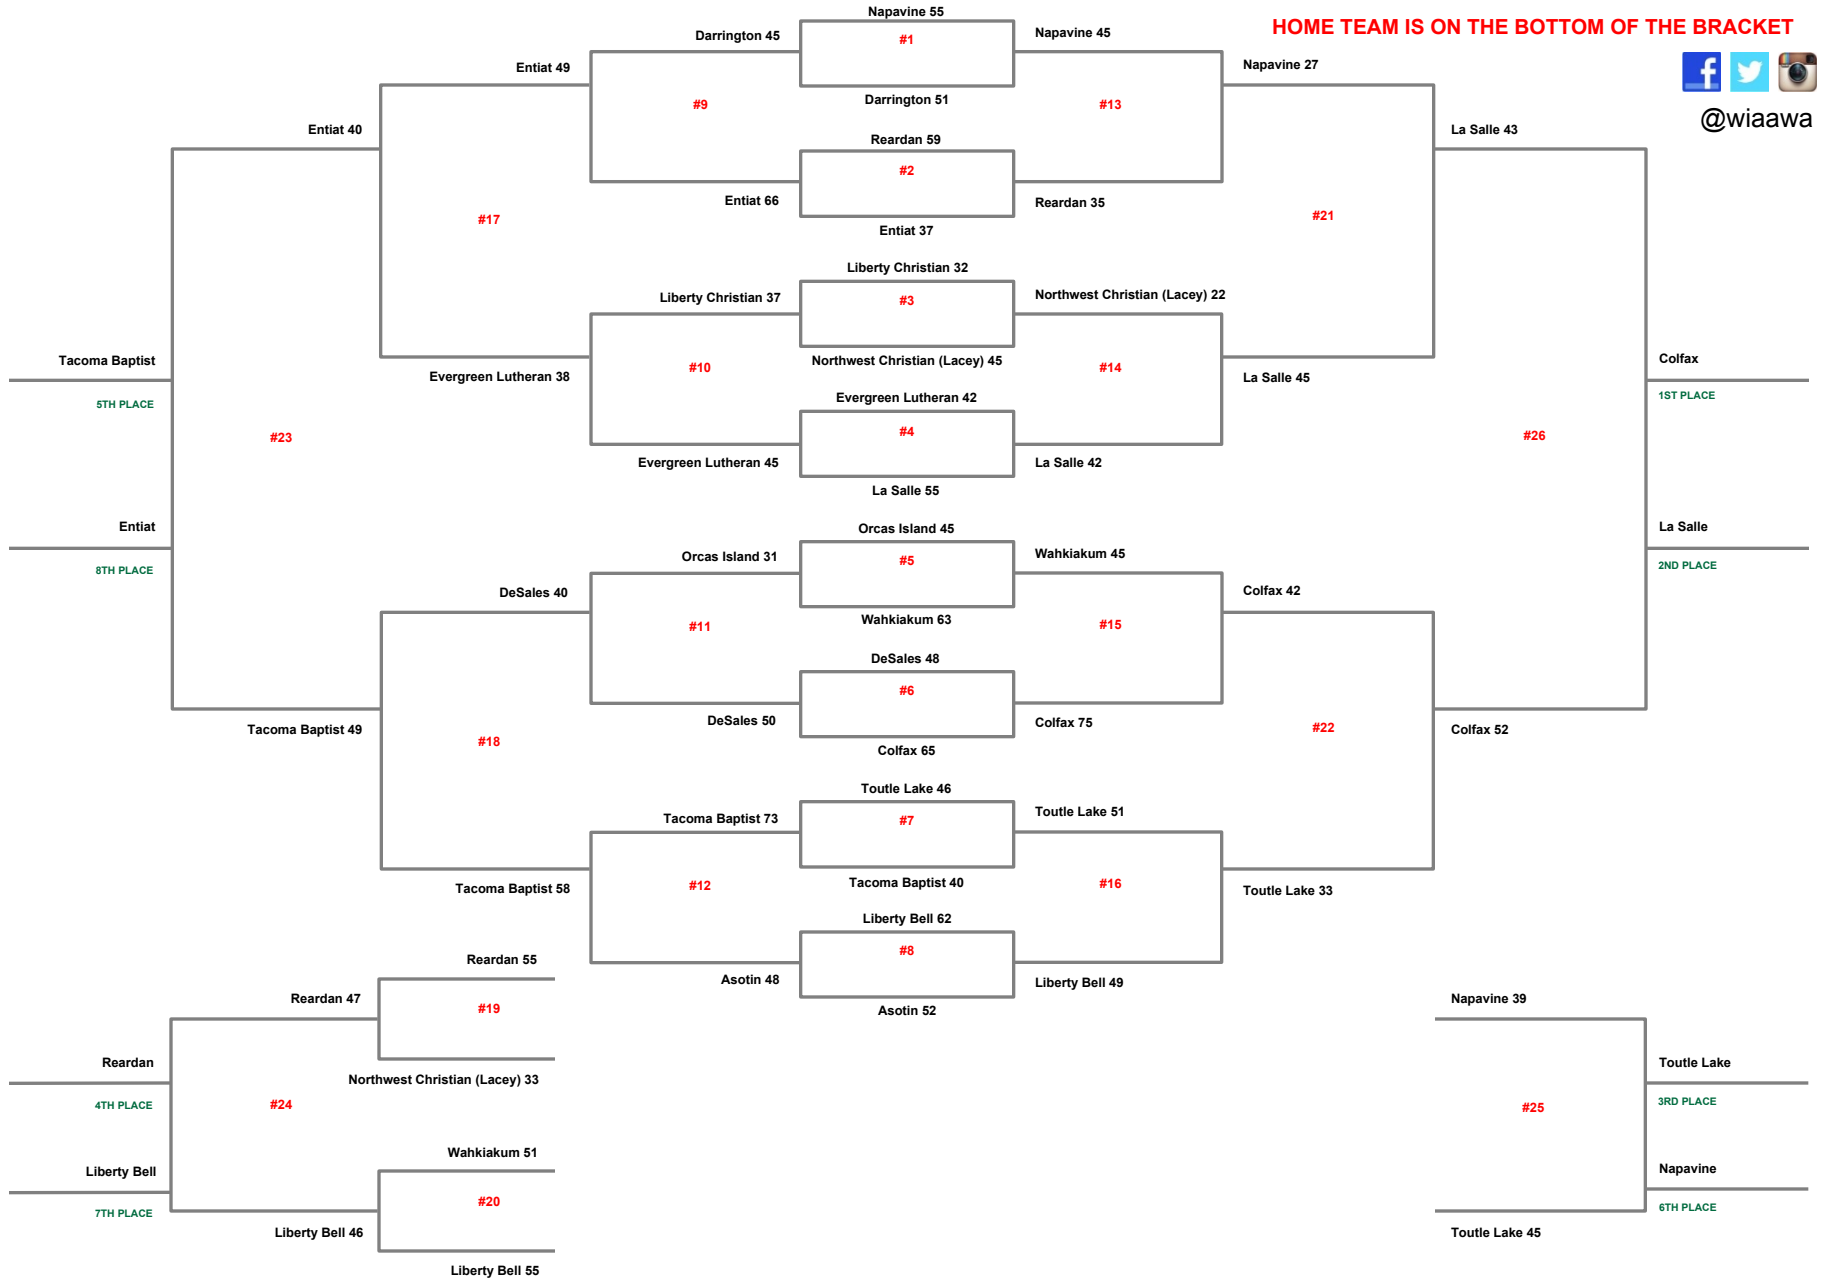 HOME TEAM IS ON THE BOTTOM OF THE BRACKET
@wiaawa
Napavine 55
#1
Darrington 51
Reardan 59
#2
Entiat 37
Liberty Christian 32
#3
Northwest Christian (Lacey) 45
Evergreen Lutheran 42
#4
La Salle 55
Orcas Island 45
#5
Wahkiakum 63
DeSales 48
#6
Colfax 65
Toutle Lake 46
#7
Tacoma Baptist 40
Liberty Bell 62
#8
Asotin 52
Darrington 45
#9
Entiat 66
Liberty Christian 37
#10
Evergreen Lutheran 45
Orcas Island 31
#11
DeSales 50
Tacoma Baptist 73
#12
Asotin 48
Napavine 45
#13
Reardan 35
Northwest Christian (Lacey) 22
#14
La Salle 42
Wahkiakum 45
#15
Colfax 75
Toutle Lake 51
#16
Liberty Bell 49
Entiat 49
#17
Evergreen Lutheran 38
DeSales 40
#18
Tacoma Baptist 58
Reardan 55
#19
Northwest Christian (Lacey) 33
Wahkiakum 51
#20
Liberty Bell 55
Napavine 27
#21
La Salle 45
Colfax 42
#22
Toutle Lake 33
Entiat 40
#23
Tacoma Baptist 49
Tacoma Baptist
5TH PLACE
Entiat
8TH PLACE
Reardan 47
#24
Liberty Bell 46
Reardan
4TH PLACE
Liberty Bell
7TH PLACE
Napavine 39
#25
Toutle Lake 45
Toutle Lake
3RD PLACE
Napavine
6TH PLACE
La Salle 43
#26
Colfax 52
Colfax
1ST PLACE
La Salle
2ND PLACE